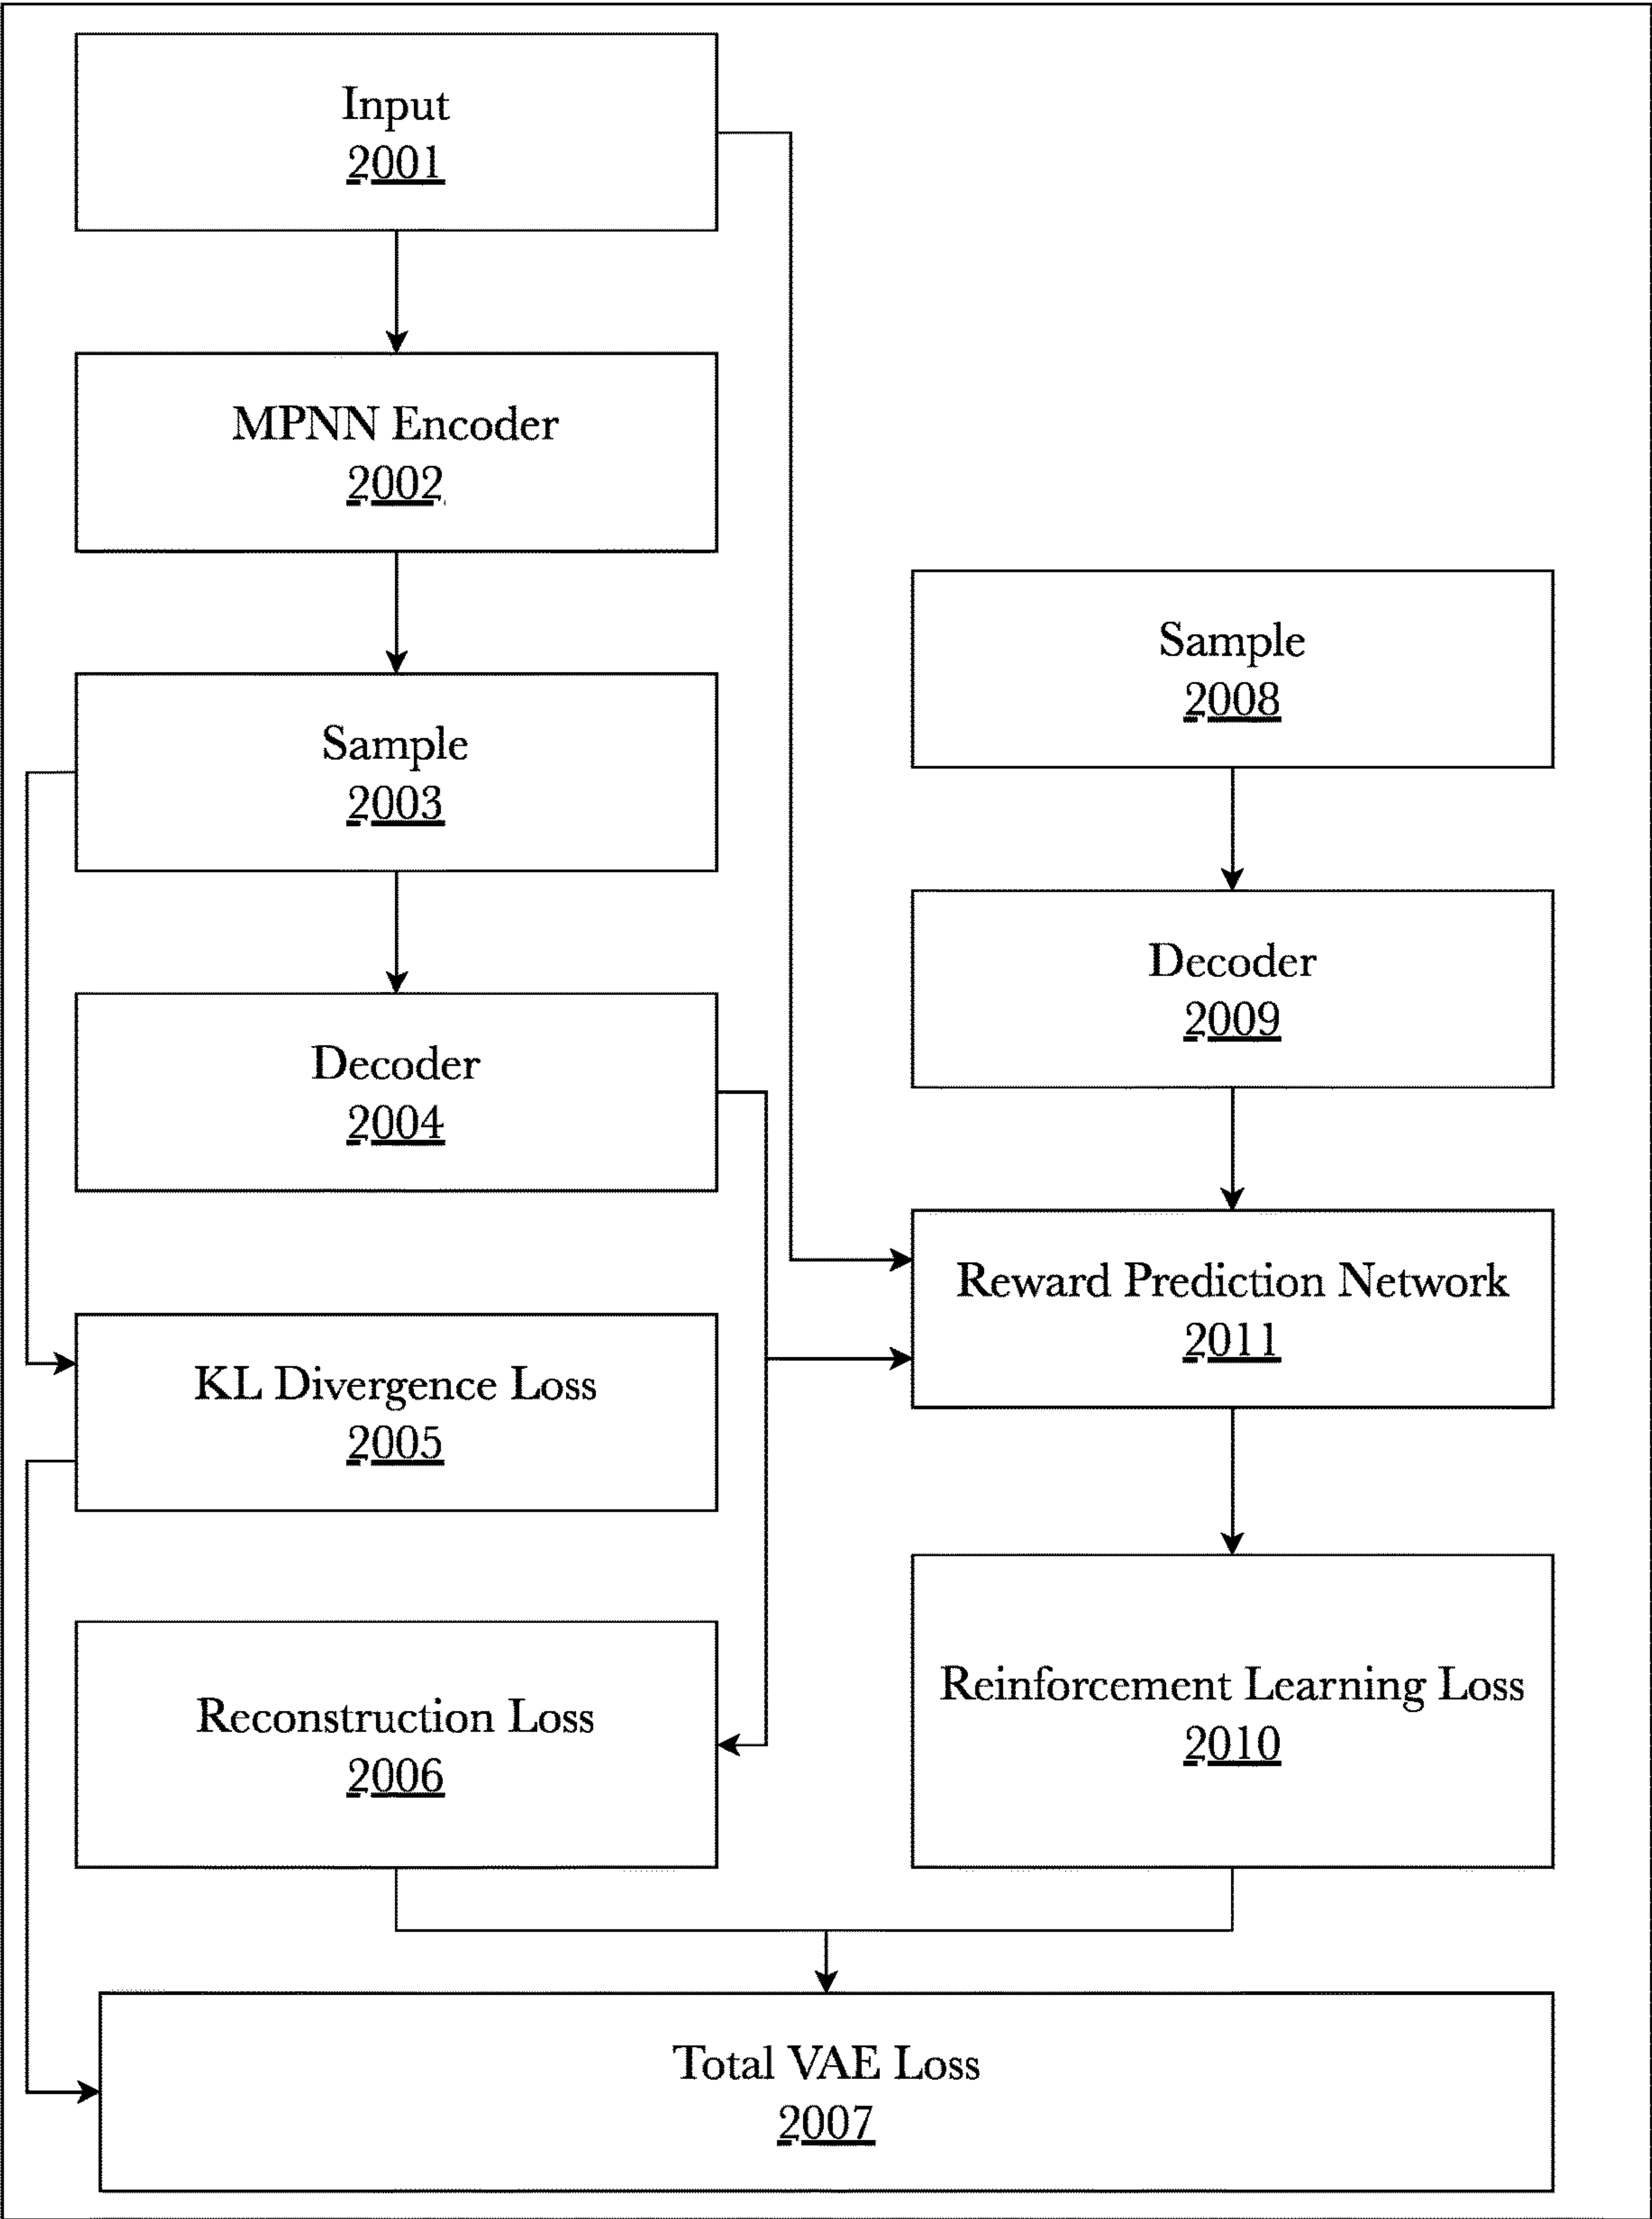 Input
2001
MPNN Encoder
2002
Sample
2003
Decoder
2004
KL Divergence Loss
2005
Reconstruction Loss
2006
Sample
2008
Decoder
2009
Reward Prediction Network
2011
Reinforcement Learning Loss
2010
Total VAE Loss
2007